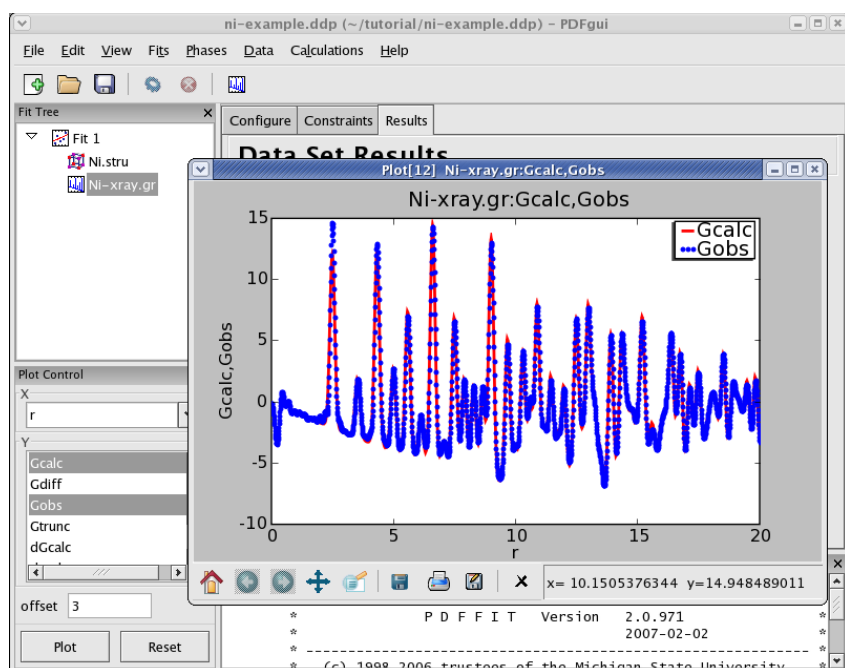 ni-example.ddp (~/tutorial/ni-example.ddp) - PDFgui
File Edit View Fits Phases Data Calculations Help
Fit Tree
Fit 1
Ni.stru
Ni-xray.gr
Configure Constraints Results
Data Set Results
Plot[12] Ni-xray.gr:Gcalc,Gobs
Ni-xray.gr:Gcalc,Gobs
Gcalc
Gobs
15
10
5
0
-5
-10
Gcalc,Gobs
0 5 10 15 20
r
x= 10.1505376344 y=14.948489011
Plot Control
X
r
Y
Gcalc
Gdiff
Gobs
Gtrunc
dGcalc
offset 3
Plot Reset
* P D F F I T Version 2.0.971 *
* 2007-02-02 *
* ---------------------------------------------------- *
* (c) 1998-2006 trustees of the Michigan State University